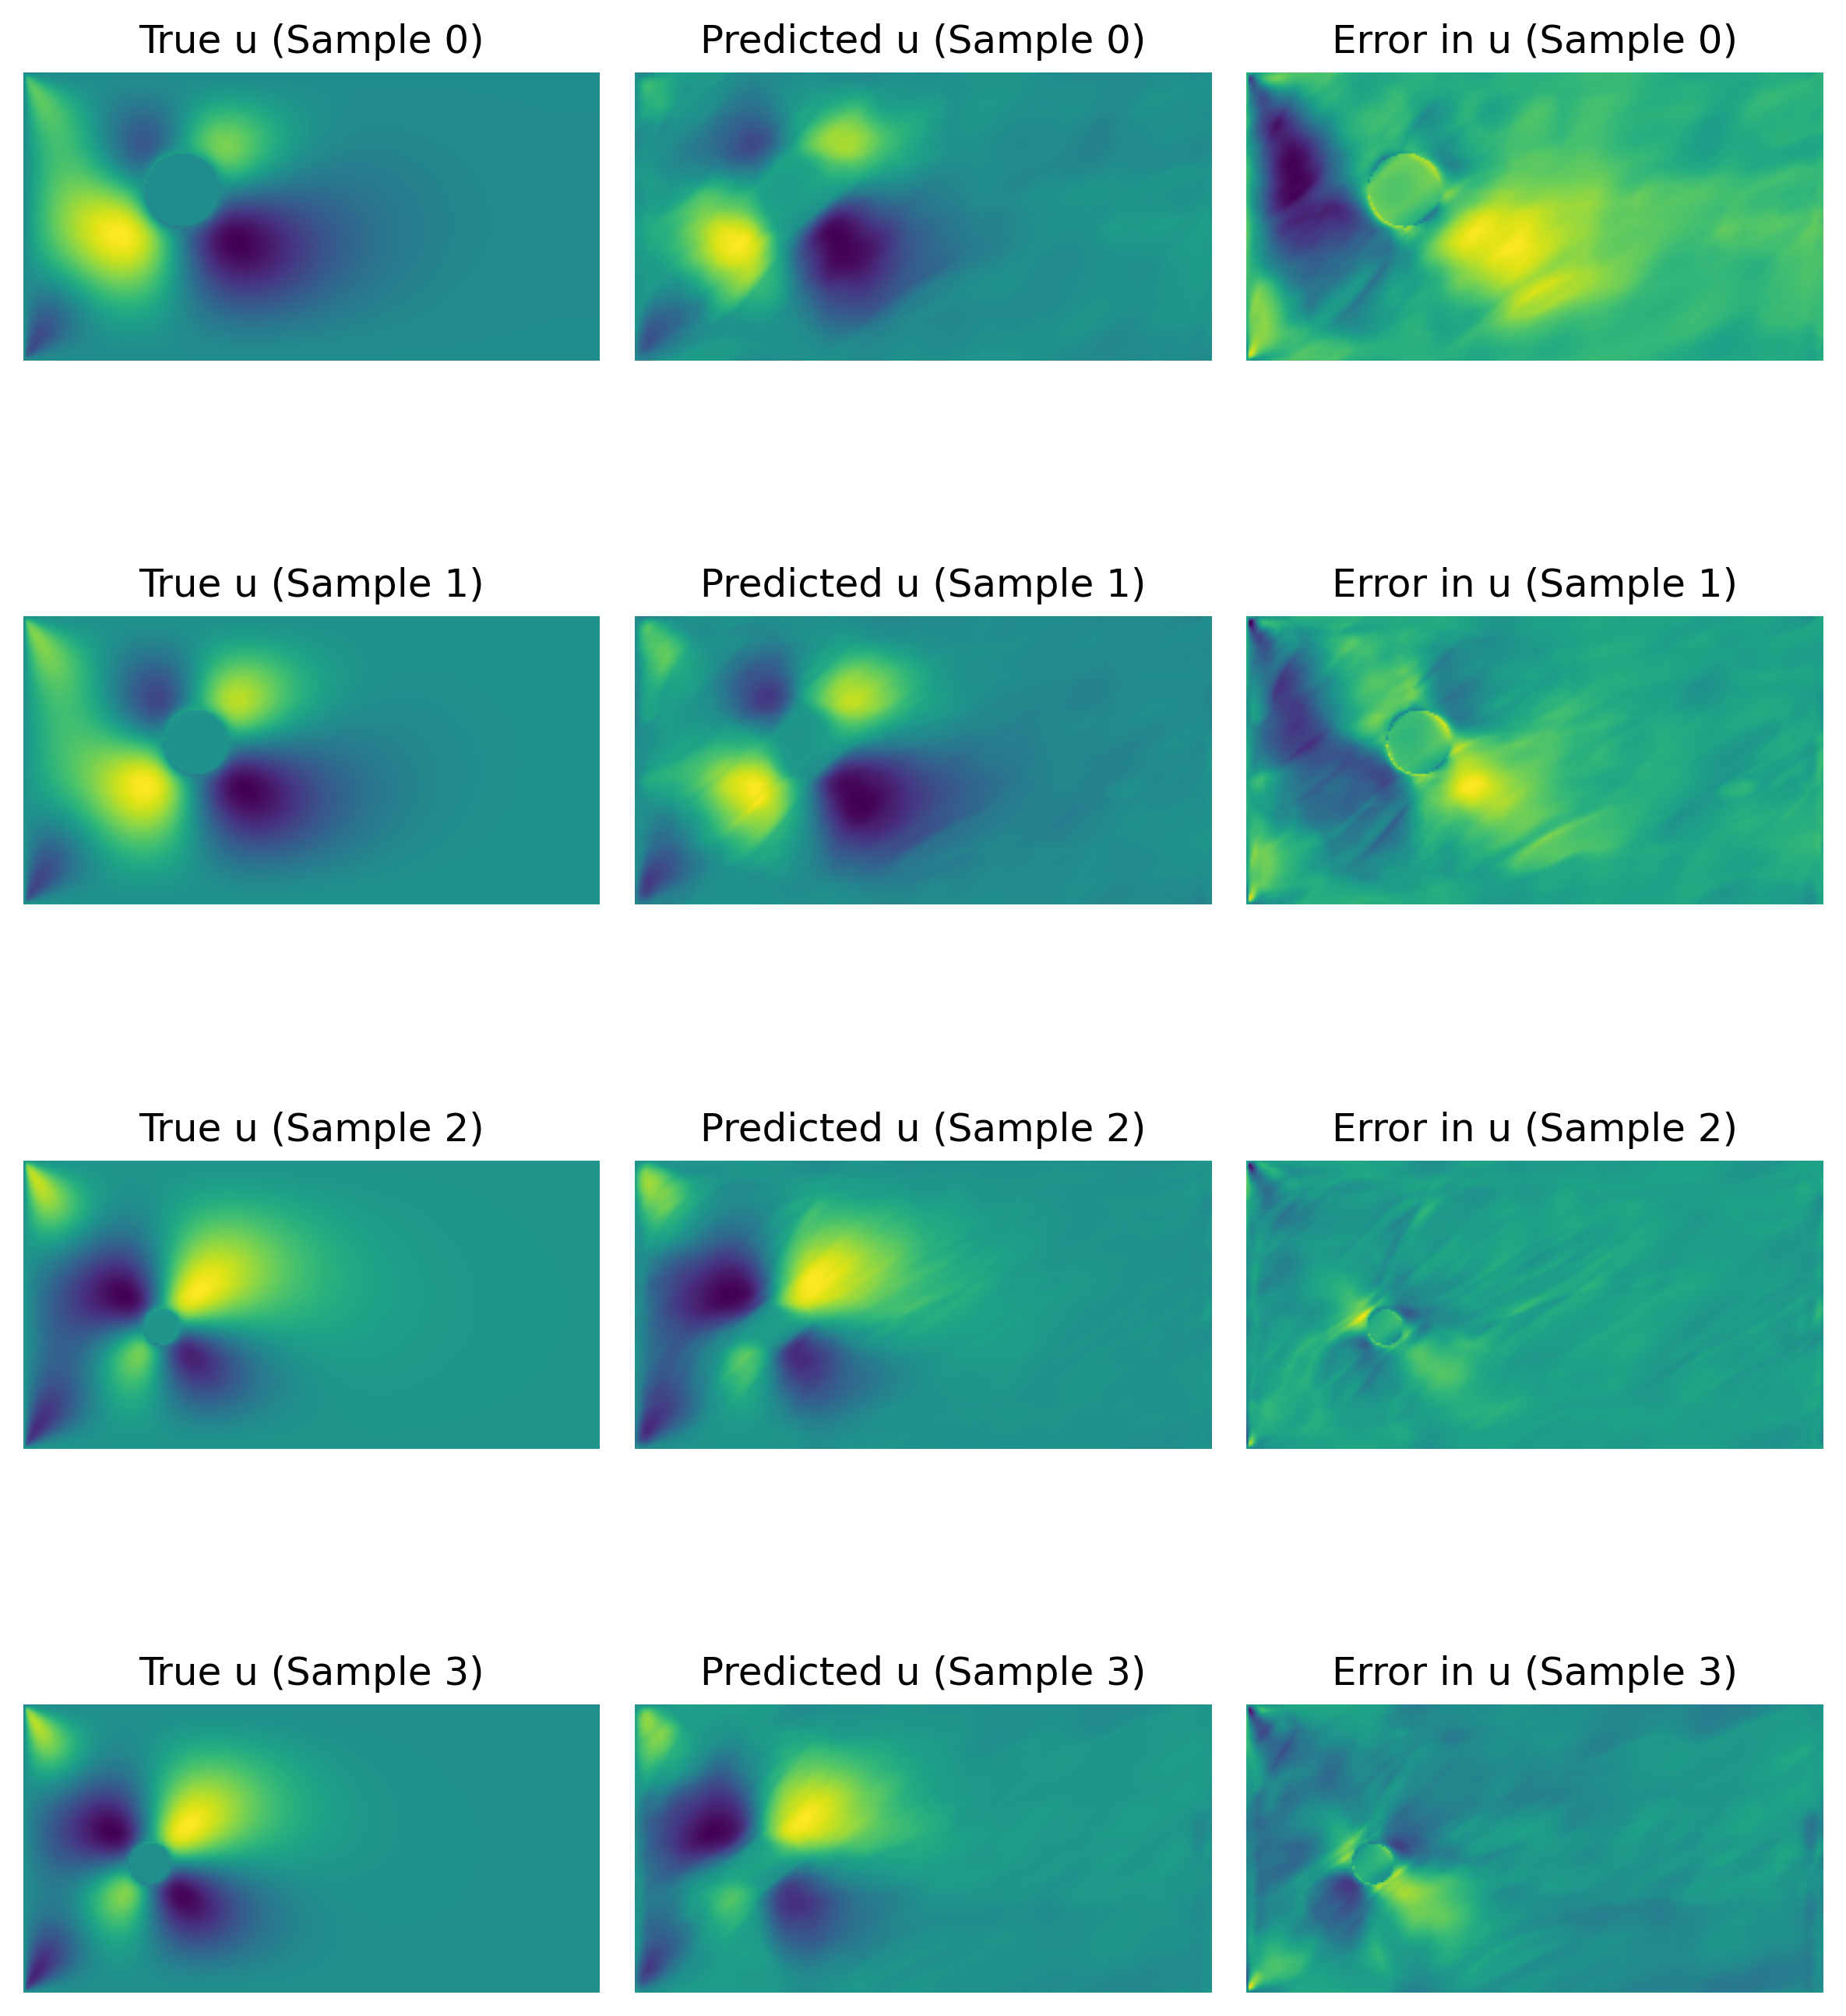 True u (Sample 0)
Predicted u (Sample 0)
Error in u (Sample 0)
True u (Sample 1)
Predicted u (Sample 1)
Error in u (Sample 1)
True u (Sample 2)
Predicted u (Sample 2)
Error in u (Sample 2)
True u (Sample 3)
Predicted u (Sample 3)
Error in u (Sample 3)